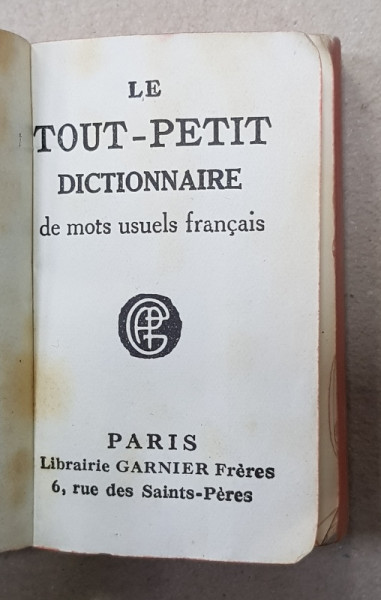 LE
TOUT-PETIT
DICTIONNAIRE
de mots usuels français
PARIS
Librairie GARNIER Frères
6, rue des Saints-Pères